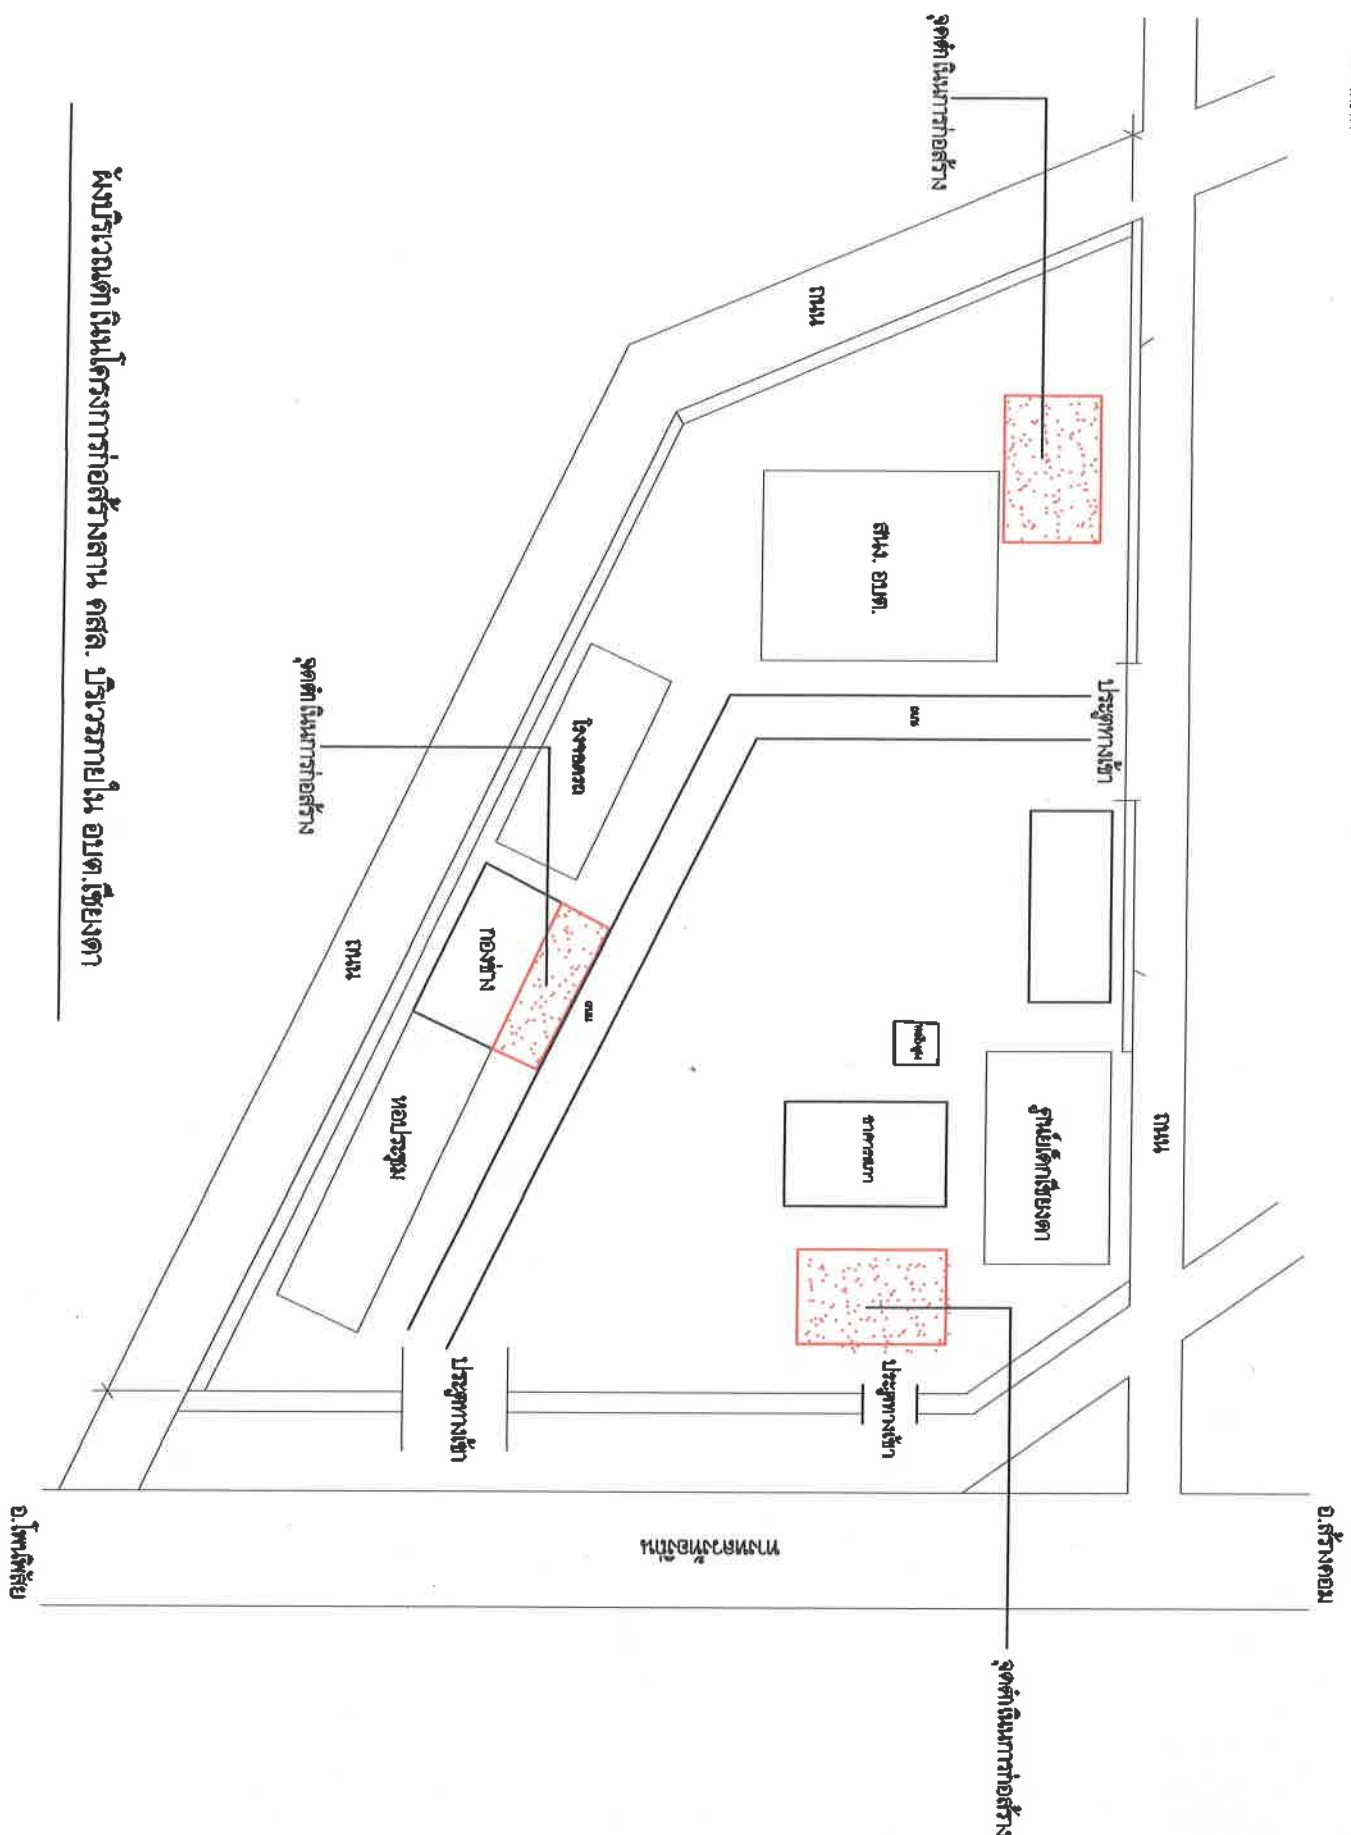 จุดดำเนินการก่อสร้าง
ถนน
สนง. อบต.
ประตูทางเข้า
ถนน
โรงจอดรถ
จุดดำเนินการก่อสร้าง
กองช่าง
ถนน
ถนน
หอประชุม
ศูนย์เด็กเชียงดา
ถนน
ประตูทางเข้า
ประตูทางเข้า
จุดดำเนินการก่อสร้าง
ทางหลวงท้องถิ่น
อ.สร้างคอม
อ.โพนพิสัย
ผังบริเวณดำเนินโครงการก่อสร้างลาน คสล. บริเวรภายใน อบต.เชียงดา